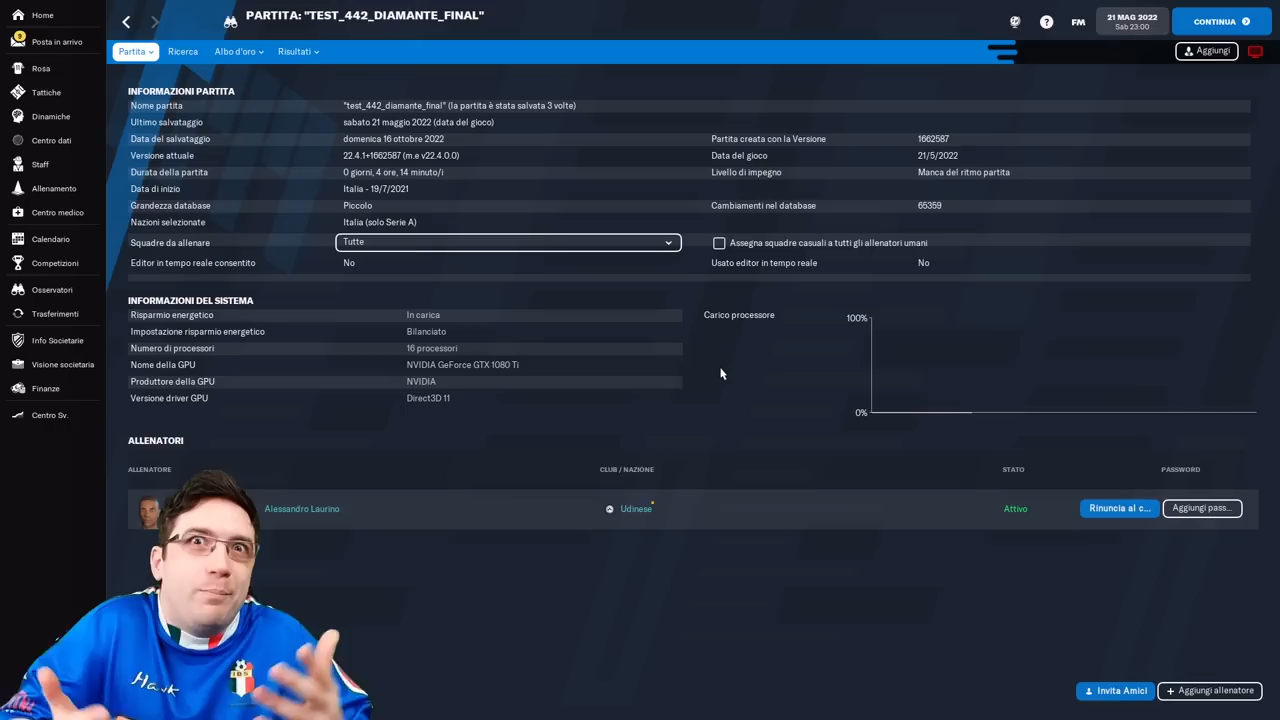 Home
PARTITA: "TEST_442_DIAMANTE_FINAL"
FM
21 MAG 2022
Sab 23:00
CONTINUA
9
Posta in arrivo
Partita
Ricerca
Albo d'oro
Risultati
Aggiungi
Rosa
Tattiche
Dinamiche
Centro dati
Staff
Allenamento
Centro medico
Calendario
Competizioni
Osservatori
Trasferimenti
Info Societarie
Visione societaria
Finanze
Centro Sv.
INFORMAZIONI PARTITA
Nome partita "test_442_diamante_final" (la partita è stata salvata 3 volte)
Ultimo salvataggio sabato 21 maggio 2022 (data del gioco)
Data del salvataggio domenica 16 ottobre 2022 Partita creata con la Versione 1662587
Versione attuale 22.4.1+1662587 (m.e v22.4.0.0) Data del gioco 21/5/2022
Durata della partita 0 giorni, 4 ore, 14 minuto/i Livello di impegno Manca del ritmo partita
Data di inizio Italia - 19/7/2021
Grandezza database Piccolo Cambiamenti nel database 65359
Nazioni selezionate Italia (solo Serie A)
Squadre da allenare Tutte Assegna squadre casuali a tutti gli allenatori umani
Editor in tempo reale consentito No Usato editor in tempo reale No
INFORMAZIONI DEL SISTEMA
Risparmio energetico In carica
Impostazione risparmio energetico Bilanciato
Numero di processori 16 processori
Nome della GPU NVIDIA GeForce GTX 1080 Ti
Produttore della GPU NVIDIA
Versione driver GPU Direct3D 11
Carico processore
100%
0%
ALLENATORI
ALLENATORE CLUB / NAZIONE STATO PASSWORD
Alessandro Laurino Udinese Attivo Rinuncia al c... Aggiungi pass...
Hawk
IBS
Invita Amici
Aggiungi allenatore